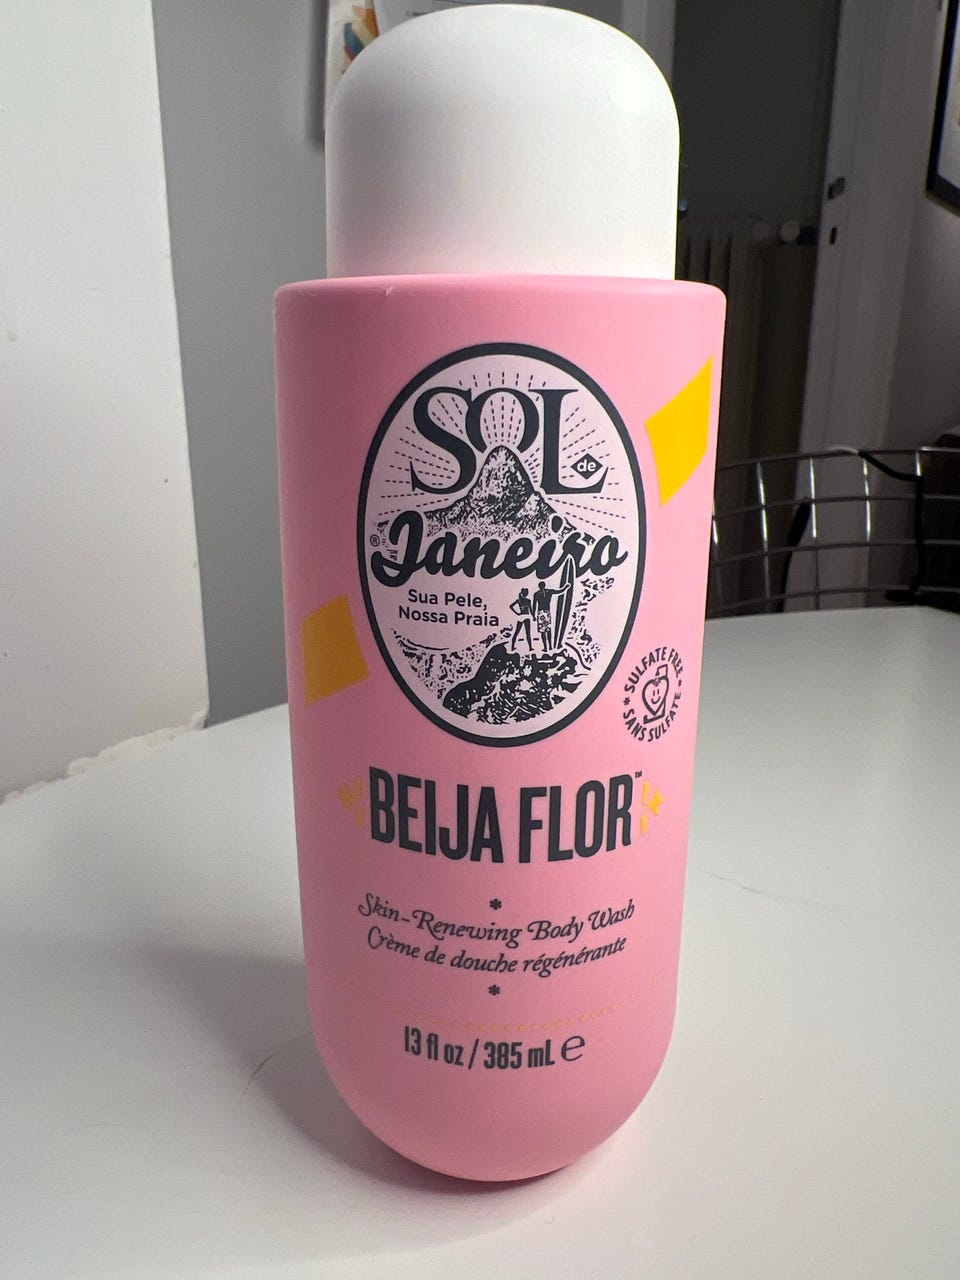 SOL
de
Janeiro®
Sua Pele,
Nossa Praia
* SULFATE FREE *
SANS SULFATE
BEIJA FLOR™
*
Skin-Renewing Body Wash
Crème de douche régénérante
*
13 fl oz / 385 mL ℮